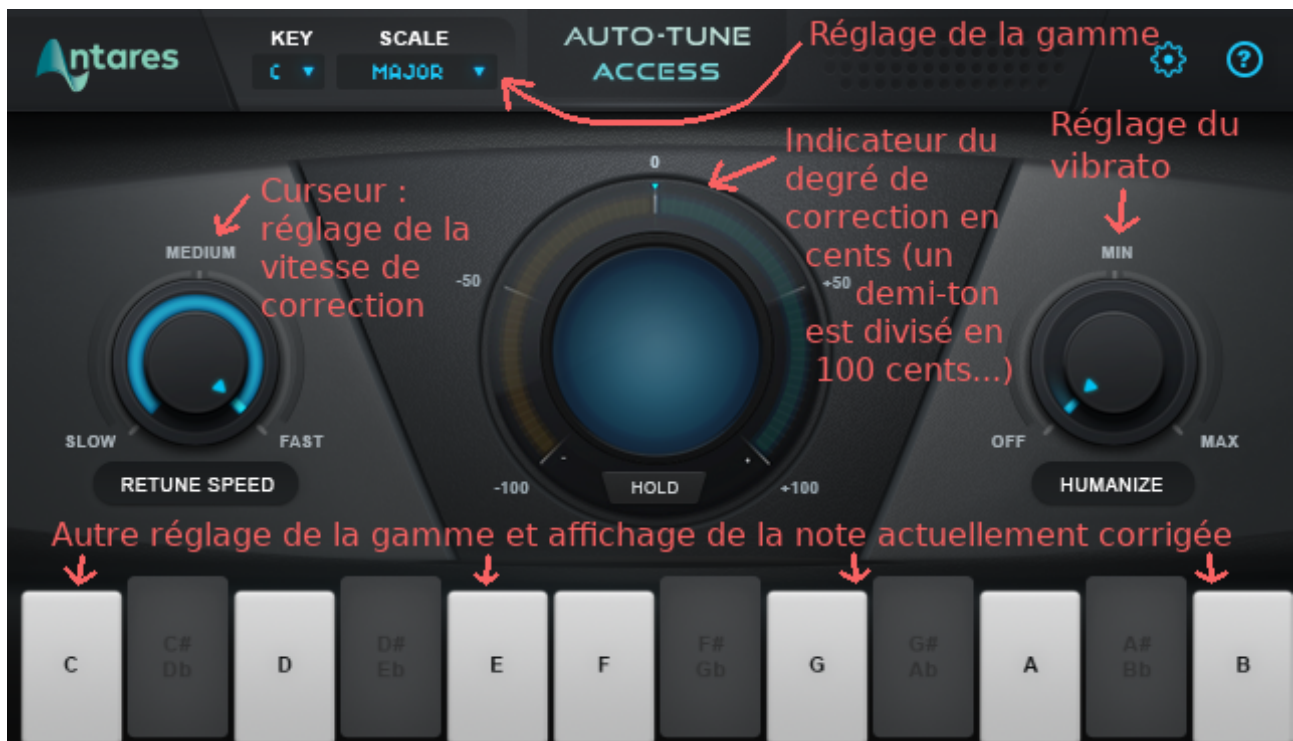 Antares
KEY
SCALE
C
MAJOR
AUTO-TUNE
ACCESS
Réglage de la gamme
?
Curseur :
réglage de la
vitesse de
correction
Indicateur du
degré de
correction en
cents (un
demi-ton
est divisé en
100 cents...)
Réglage du
vibrato
MEDIUM
SLOW
FAST
RETUNE SPEED
0
-50
+50
-
+
-100
HOLD
+100
MIN
OFF
MAX
HUMANIZE
Autre réglage de la gamme et affichage de la note actuellement corrigée
C
C#
Db
D
D#
Eb
E
F
F#
Gb
G
G#
Ab
A
A#
Bb
B